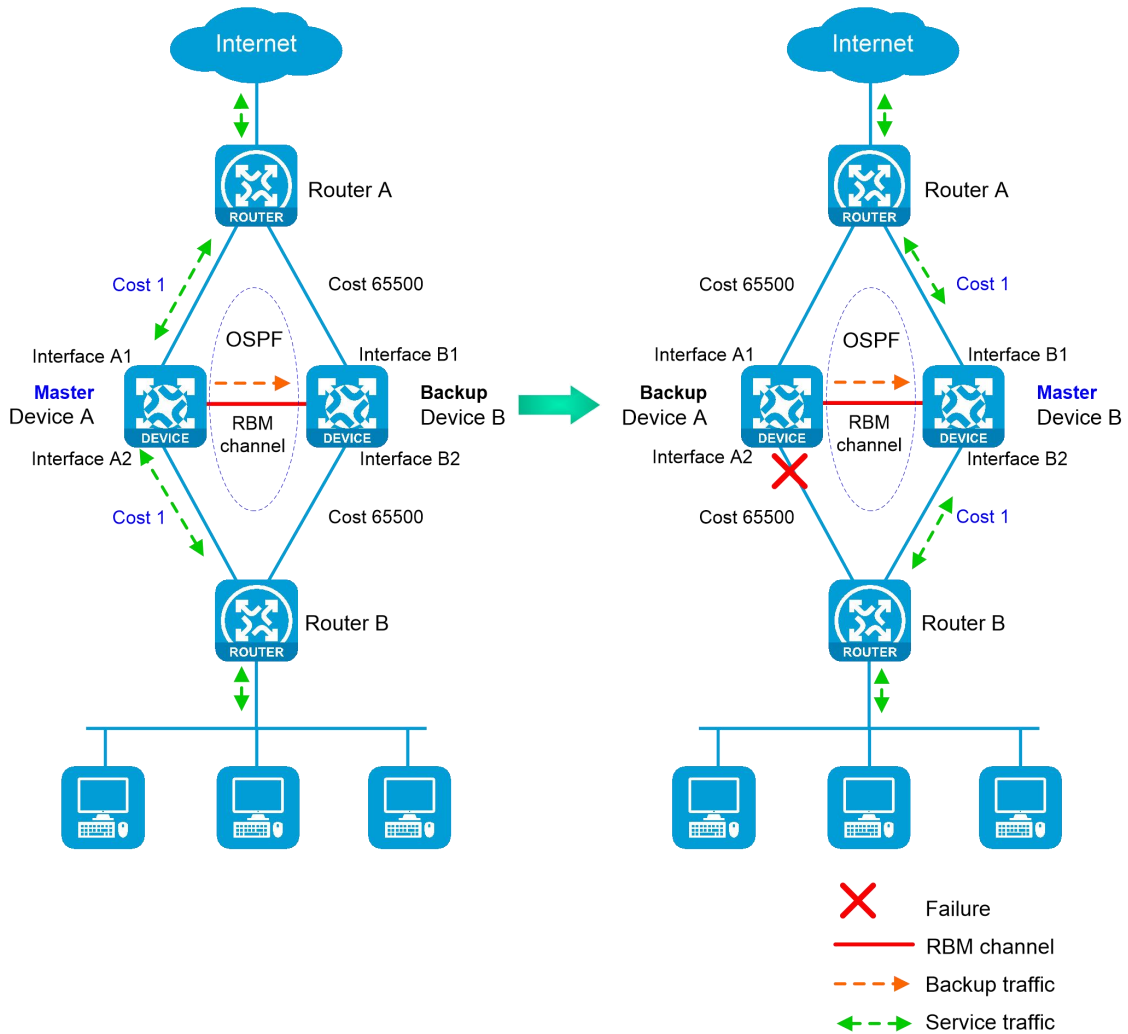 Internet
ROUTER
Router A
Cost 1
Cost 65500
OSPF
Interface A1
Interface B1
Master
Device A
Backup
Device B
DEVICE
RBM
channel
DEVICE
Interface A2
Interface B2
Cost 1
Cost 65500
ROUTER
Router B
Internet
ROUTER
Router A
Cost 65500
Cost 1
OSPF
Interface A1
Interface B1
Backup
Device A
Master
Device B
DEVICE
RBM
channel
DEVICE
Interface A2
Interface B2
Cost 65500
Cost 1
ROUTER
Router B
Failure
RBM channel
Backup traffic
Service traffic